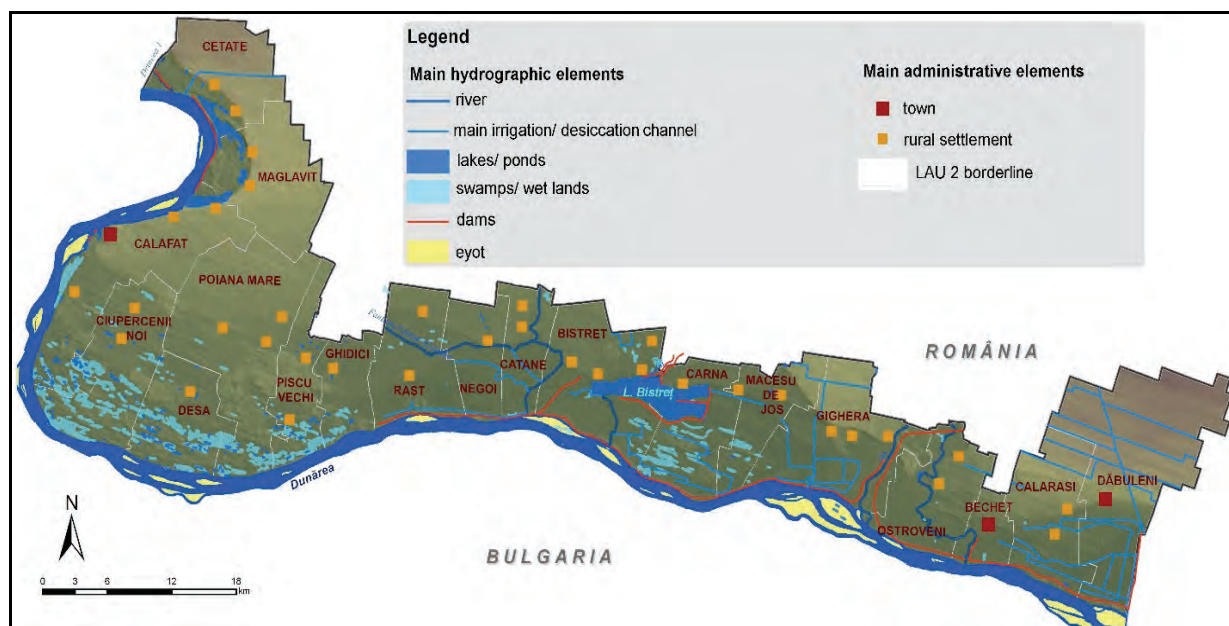 CETATE
Legend
Main hydrographic elements
river
main irrigation/ desiccation channel
lakes/ ponds
swamps/ wet lands
dams
eyot
Main administrative elements
town
rural settlement
LAU 2 borderline
MAGLAVIT
CALAFAT
POIANA MARE
CIUPERCENII
NOI
DESA
PISCU
VECHI
GHIDICI
RAST
NEGOI
CATANE
BISTRET
L. Bistreț
CARNA
MACESU
DE
JOS
GIGHERA
OSTROVENI
BECHET
CALARASI
DĂBULENI
ROMÂNIA
BULGARIA
Dunărea
N
0 3 6 12 18
km